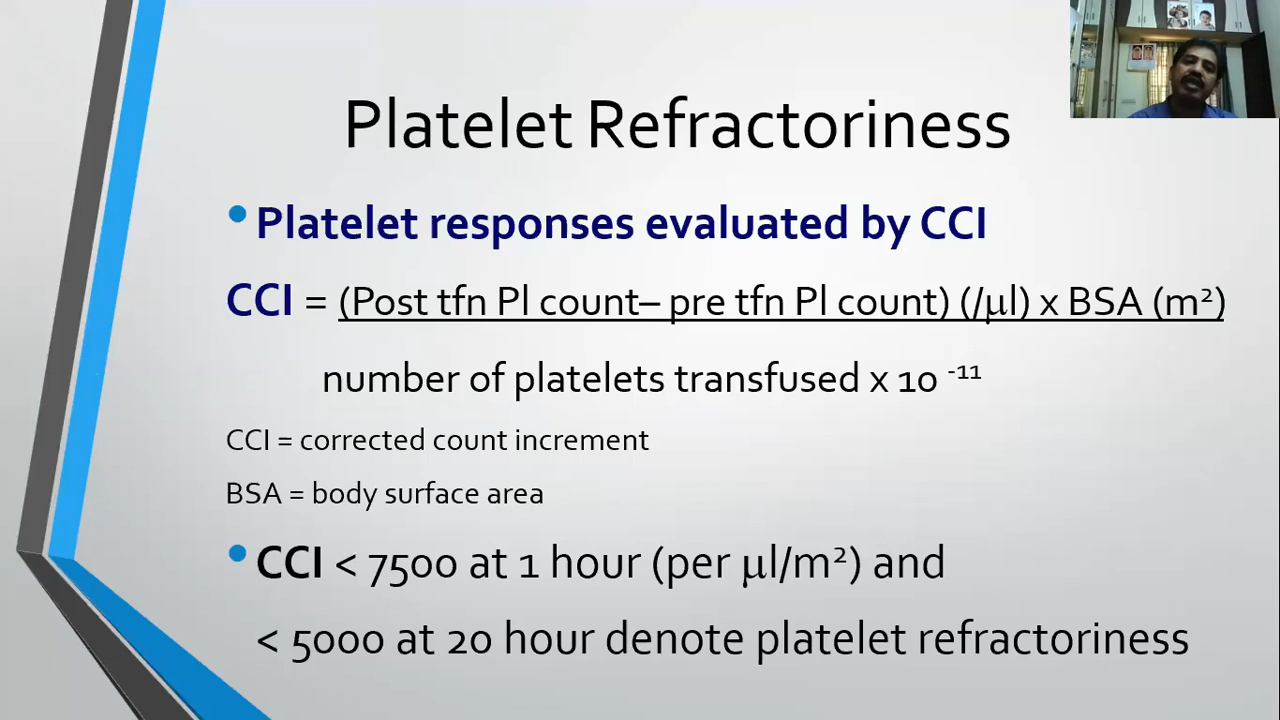 Platelet Refractoriness
• Platelet responses evaluated by CCI
CCI = (Post tfn Pl count– pre tfn Pl count) (/μl) x BSA (m²)
number of platelets transfused x 10 ⁻¹¹
CCI = corrected count increment
BSA = body surface area
• CCI < 7500 at 1 hour (per μl/m²) and
< 5000 at 20 hour denote platelet refractoriness